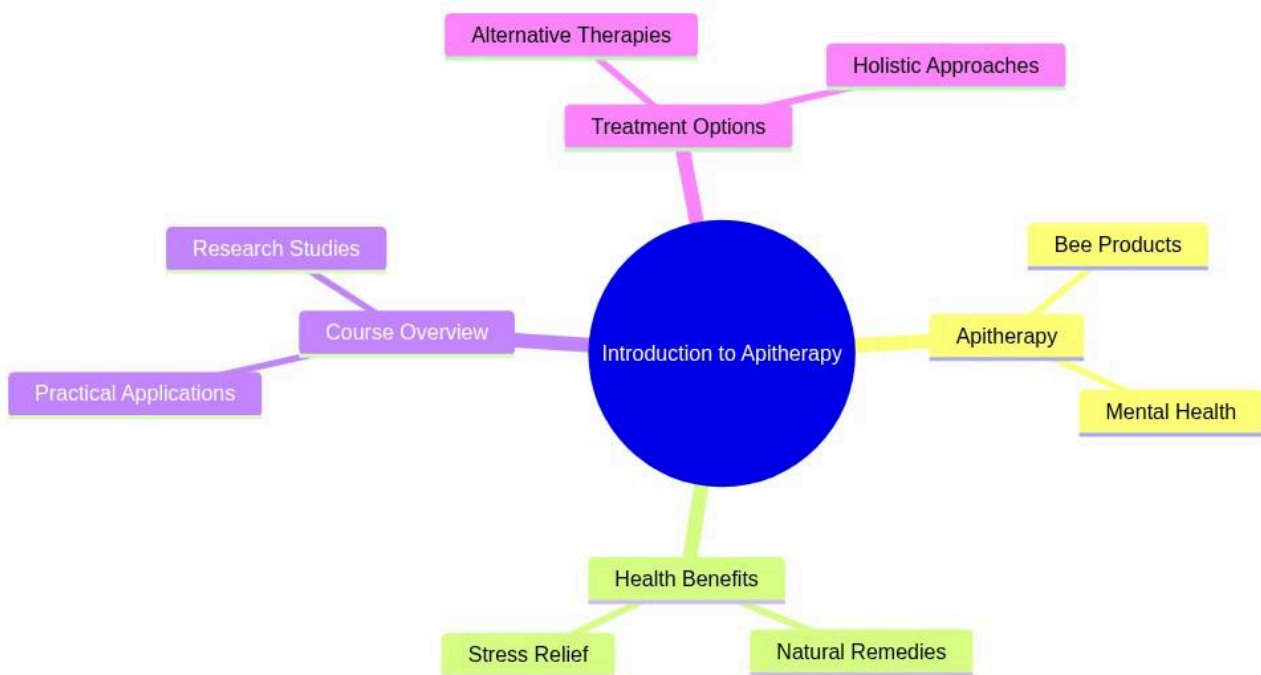 Alternative Therapies
Holistic Approaches
Treatment Options
Research Studies
Bee Products
Course Overview
Apitherapy
Introduction to Apitherapy
Practical Applications
Mental Health
Health Benefits
Stress Relief
Natural Remedies